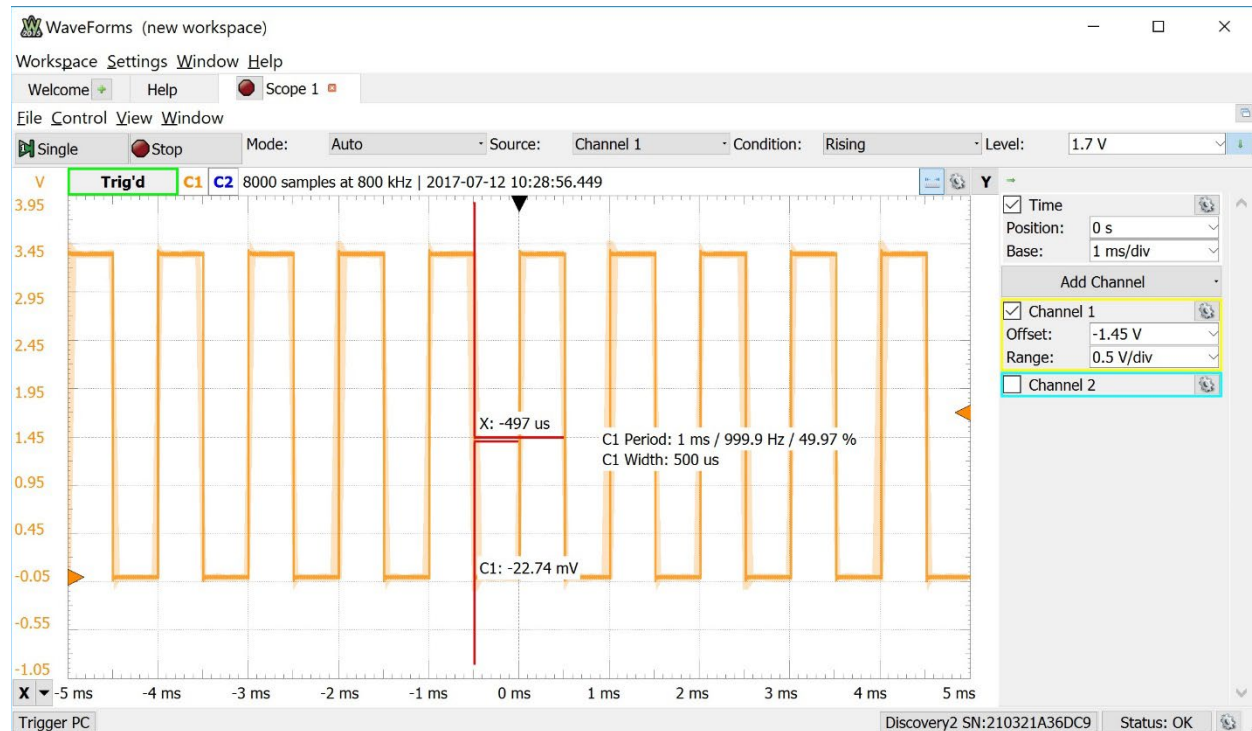 WaveForms (new workspace)
Workspace Settings Window Help
Welcome Help Scope 1
File Control View Window
Single Stop Mode: Auto Source: Channel 1 Condition: Rising Level: 1.7 V
V Trig'd C1 C2 8000 samples at 800 kHz | 2017-07-12 10:28:56.449 Y
3.95
3.45
2.95
2.45
1.95
1.45
0.95
0.45
-0.05
-0.55
-1.05
X: -497 us
C1 Period: 1 ms / 999.9 Hz / 49.97 %
C1 Width: 500 us
C1: -22.74 mV
X -5 ms -4 ms -3 ms -2 ms -1 ms 0 ms 1 ms 2 ms 3 ms 4 ms 5 ms
Time
Position: 0 s
Base: 1 ms/div
Add Channel
Channel 1
Offset: -1.45 V
Range: 0.5 V/div
Channel 2
Trigger PC Discovery2 SN:210321A36DC9 Status: OK